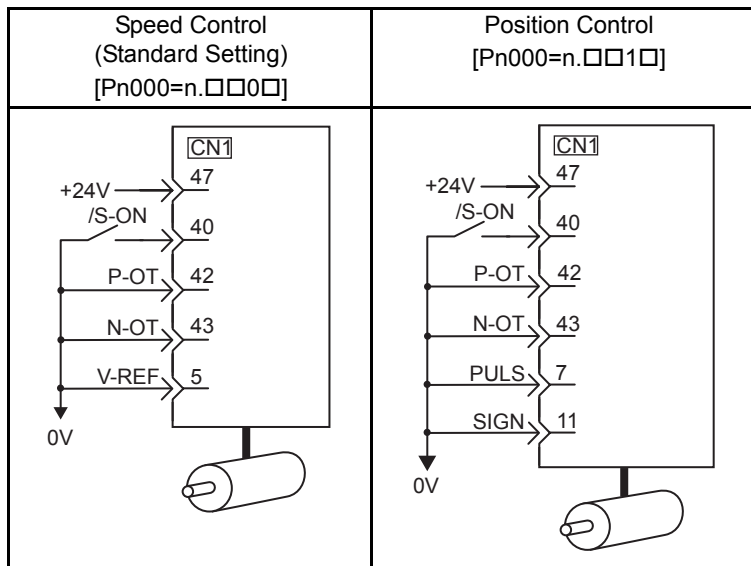 Speed Control
(Standard Setting)
[Pn000=n.□□0□]
Position Control
[Pn000=n.□□1□]
CN1
+24V 47
/S-ON 40
P-OT 42
N-OT 43
V-REF 5
0V
CN1
+24V 47
/S-ON 40
P-OT 42
N-OT 43
PULS 7
SIGN 11
0V